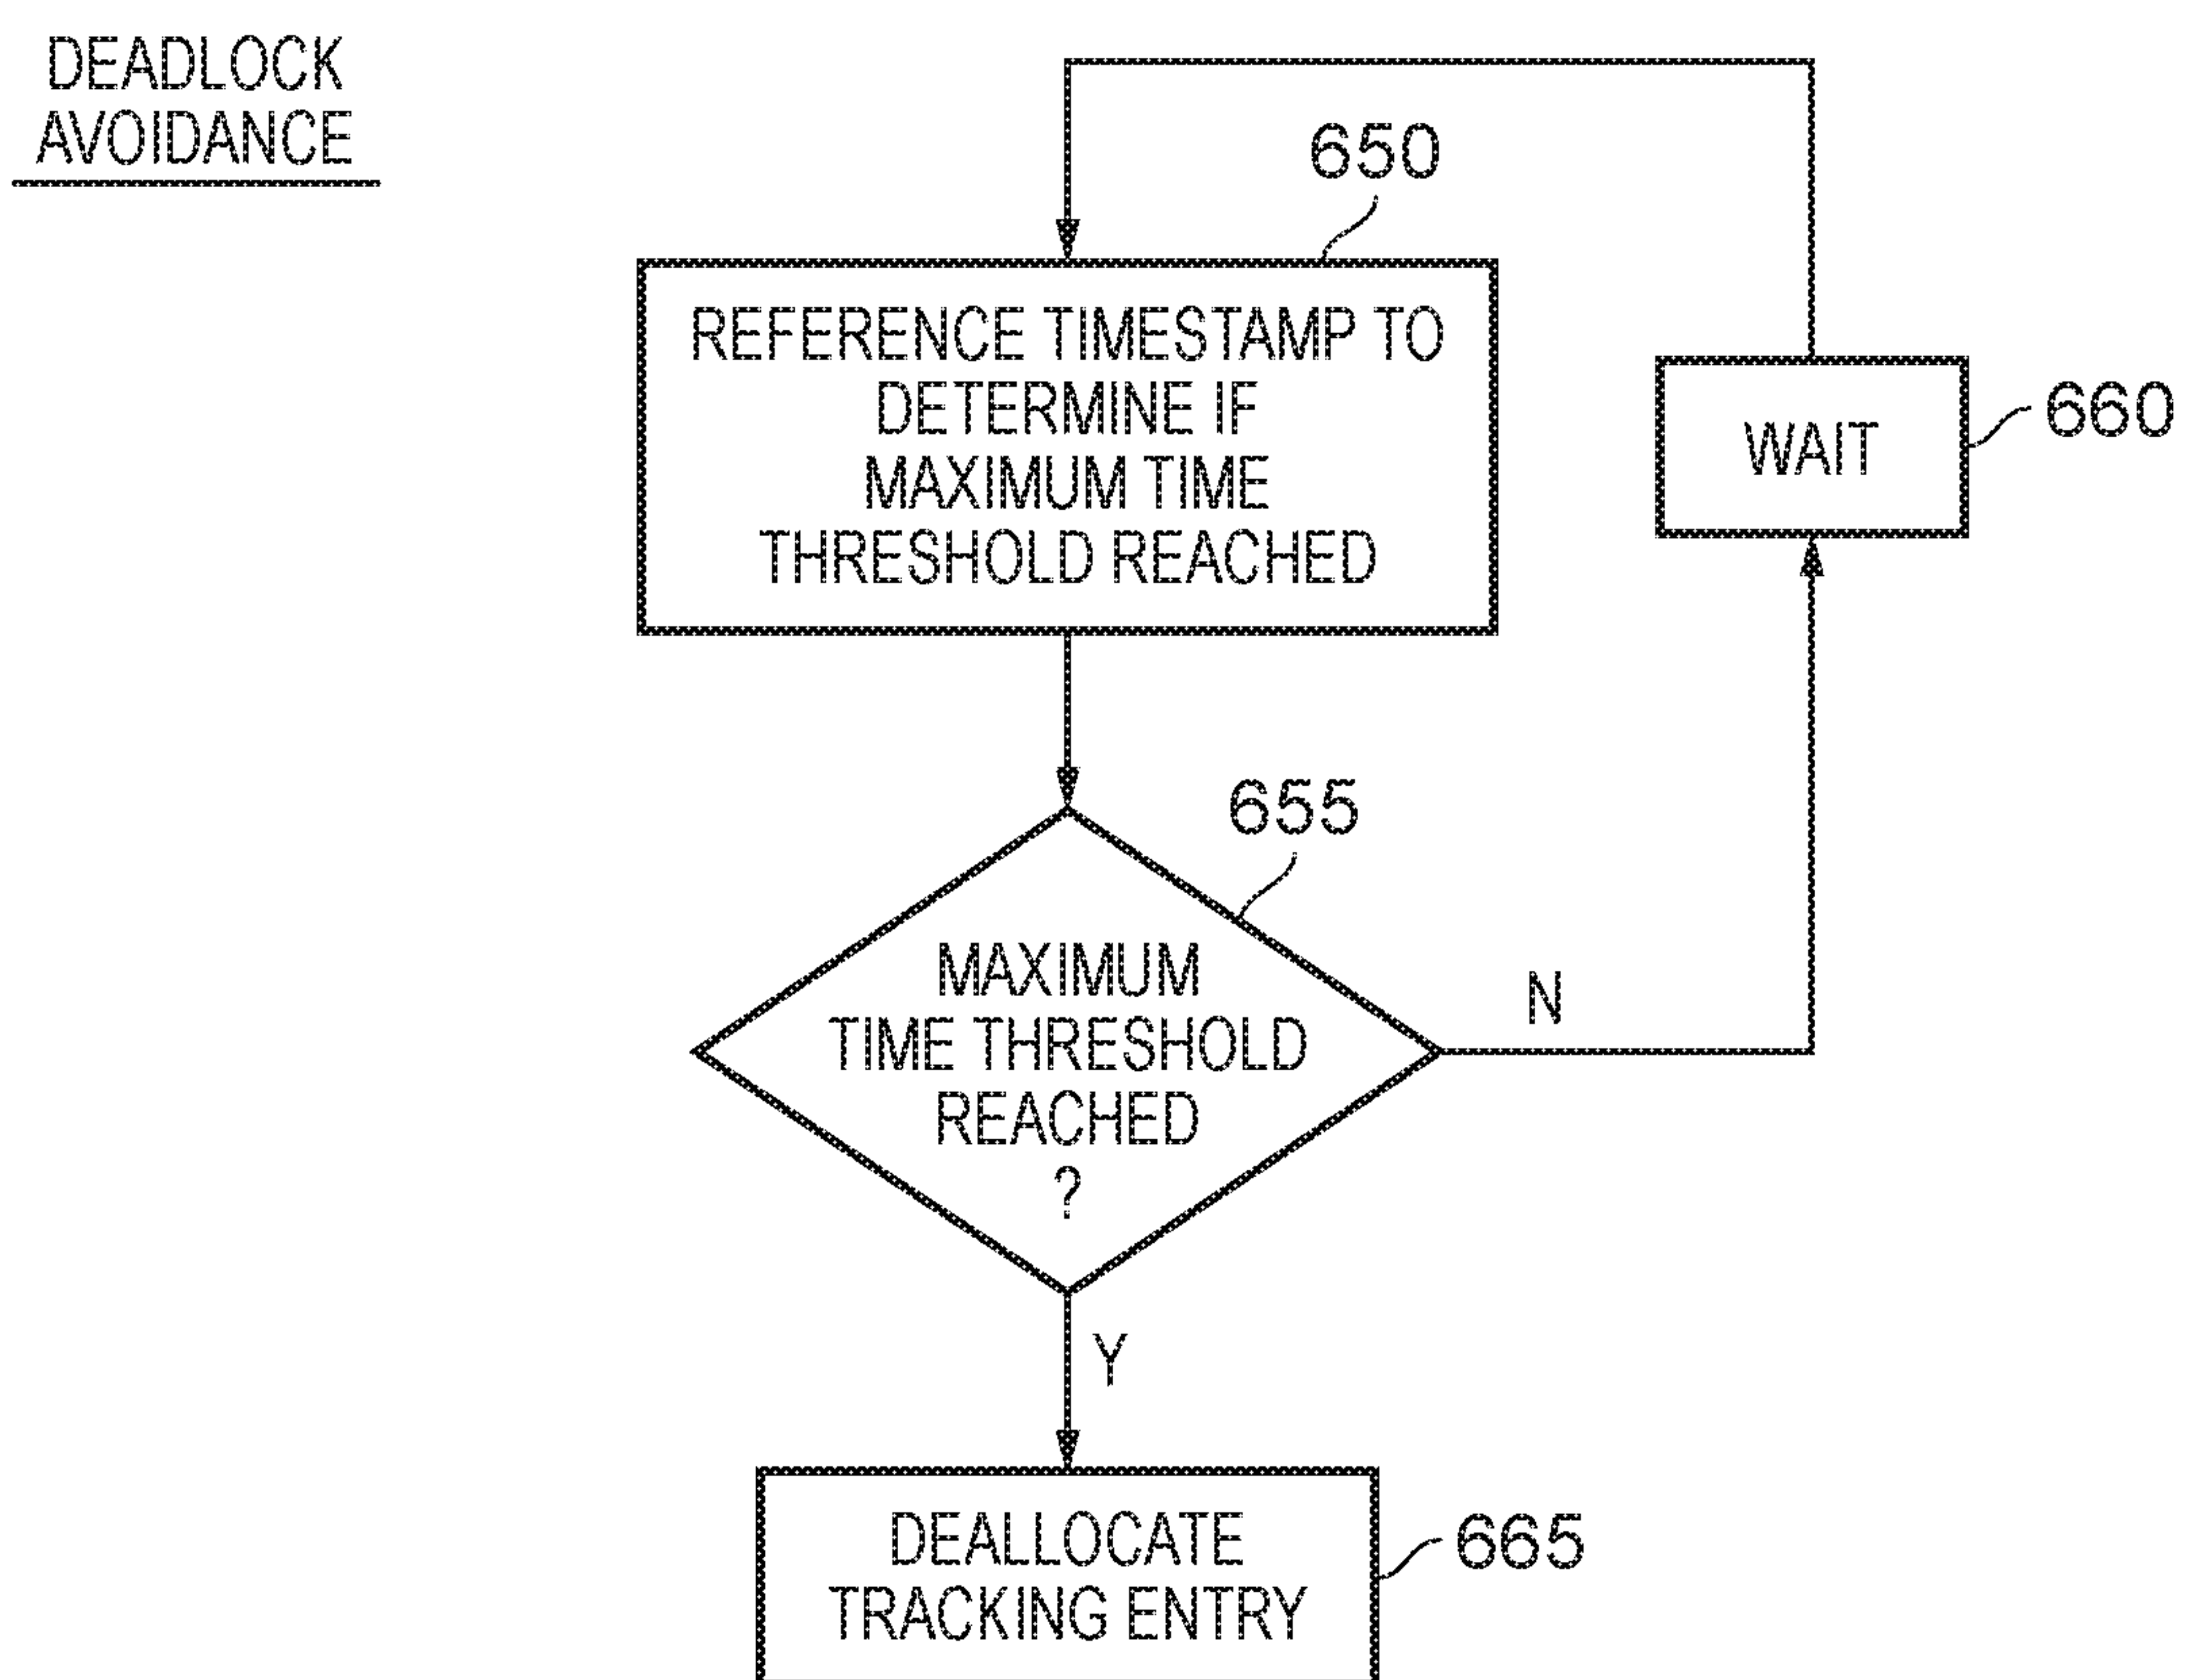 DEADLOCK
AVOIDANCE
650
REFERENCE TIMESTAMP TO
DETERMINE IF
MAXIMUM TIME
THRESHOLD REACHED
WAIT
660
655
MAXIMUM
TIME THRESHOLD
REACHED
?
N
Y
DEALLOCATE
TRACKING ENTRY
665